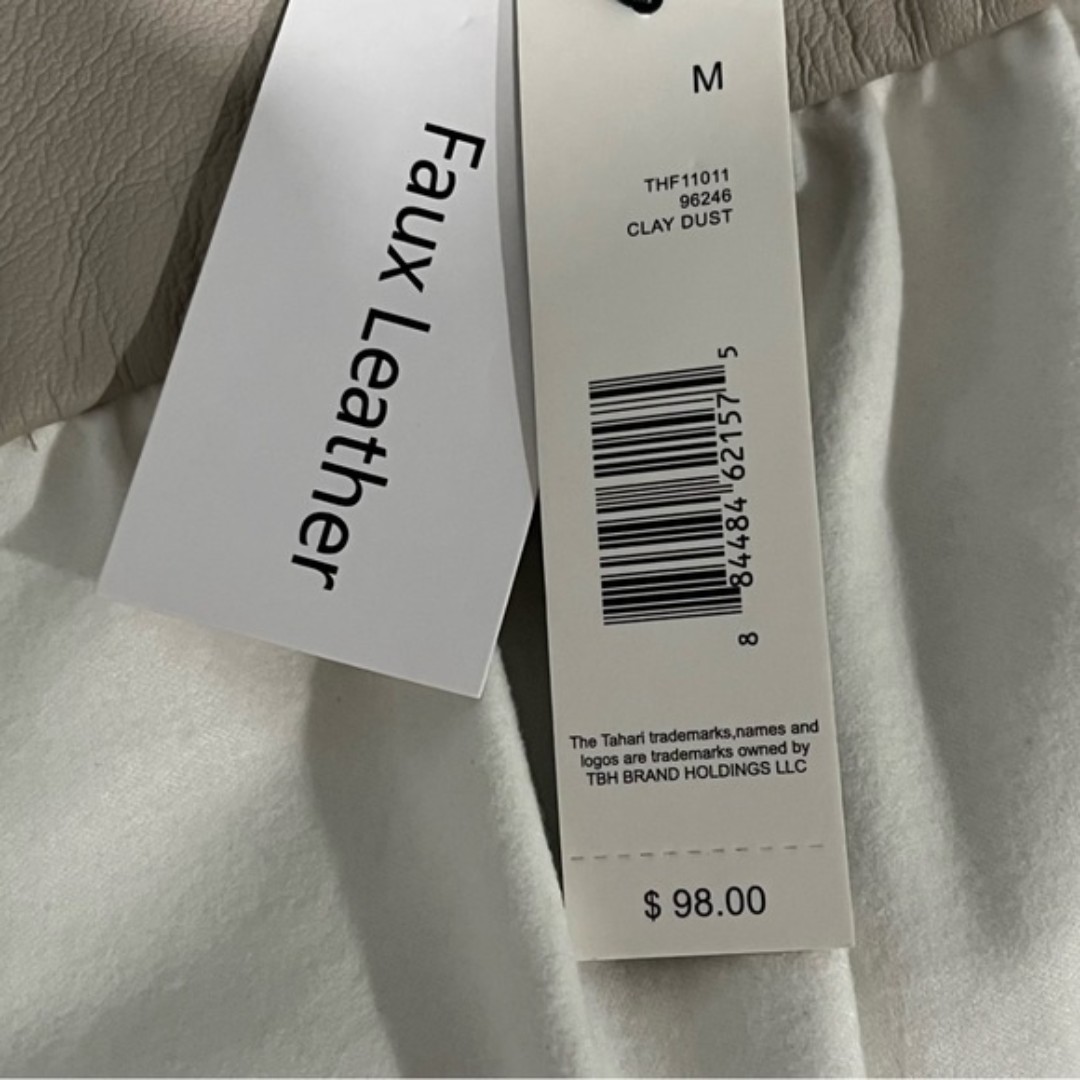 Faux Leather
M
THF11011
96246
CLAY DUST
8 84484 62157 5
The Tahari trademarks,names and
logos are trademarks owned by
TBH BRAND HOLDINGS LLC
$ 98.00